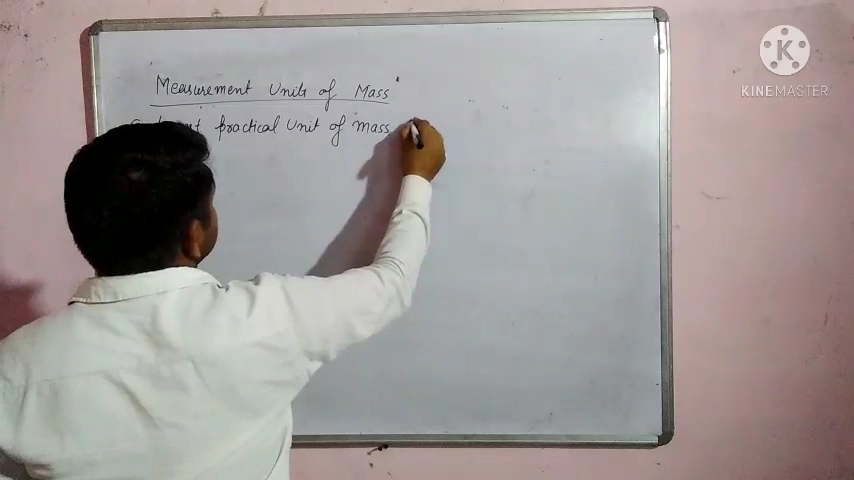 Measurement Units of Mass
practical Unit of mass
K
KINEMASTER